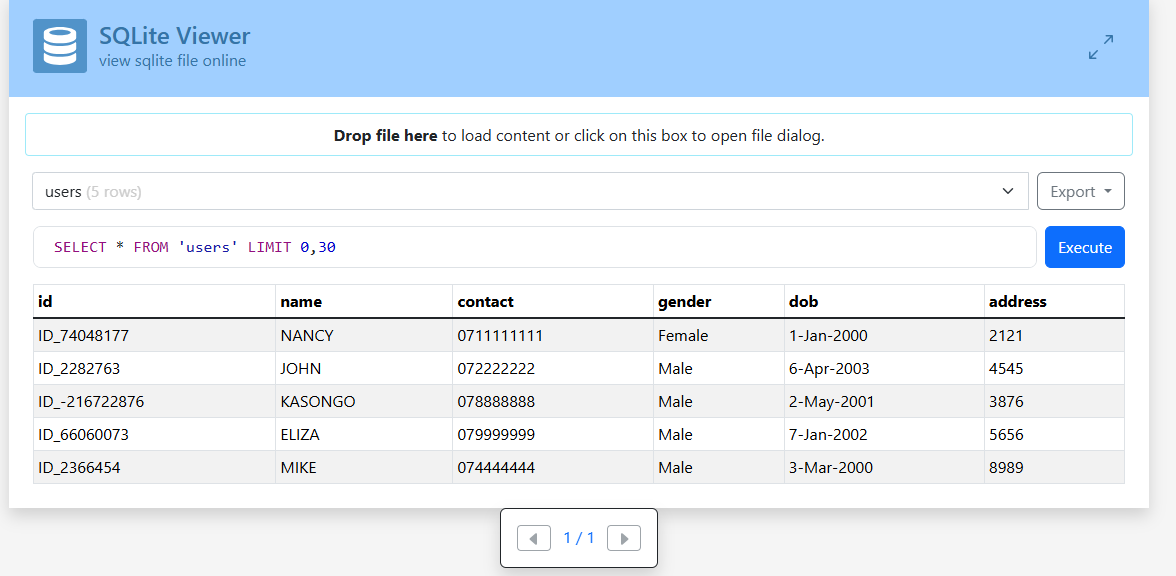 SQLite Viewer
view sqlite file online
Drop file here to load content or click on this box to open file dialog.
users (5 rows)
Export
SELECT * FROM 'users' LIMIT 0,30
Execute
id name contact gender dob address
ID_74048177 NANCY 0711111111 Female 1-Jan-2000 2121
ID_2282763 JOHN 072222222 Male 6-Apr-2003 4545
ID_-216722876 KASONGO 078888888 Male 2-May-2001 3876
ID_66060073 ELIZA 079999999 Male 7-Jan-2002 5656
ID_2366454 MIKE 074444444 Male 3-Mar-2000 8989
1 / 1